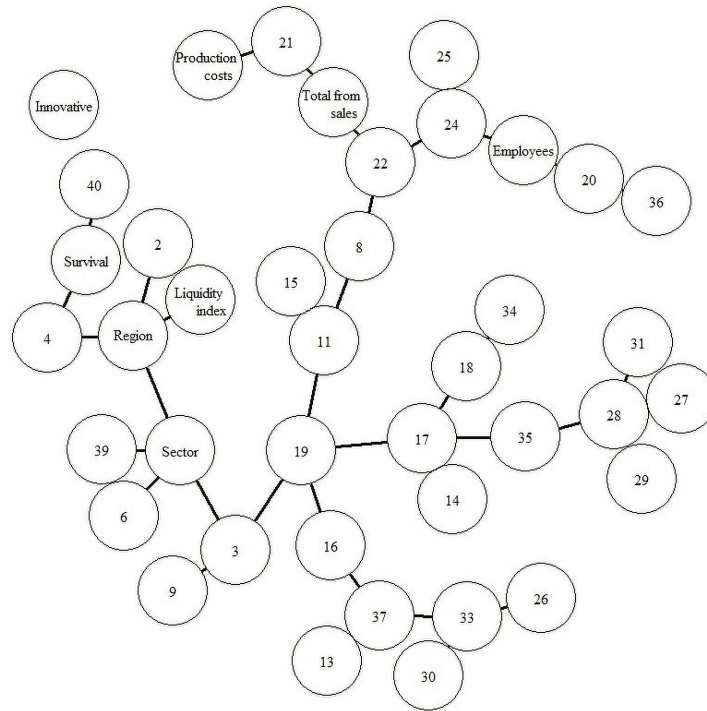 21
Production
costs
25
Total from
sales
Innovative
24
Employees
22
20
36
40
2
8
Survival
15
Liquidity
index
34
4
Region
11
31
18
27
28
39
Sector
19
17
35
29
14
6
3
16
9
26
37
33
13
30